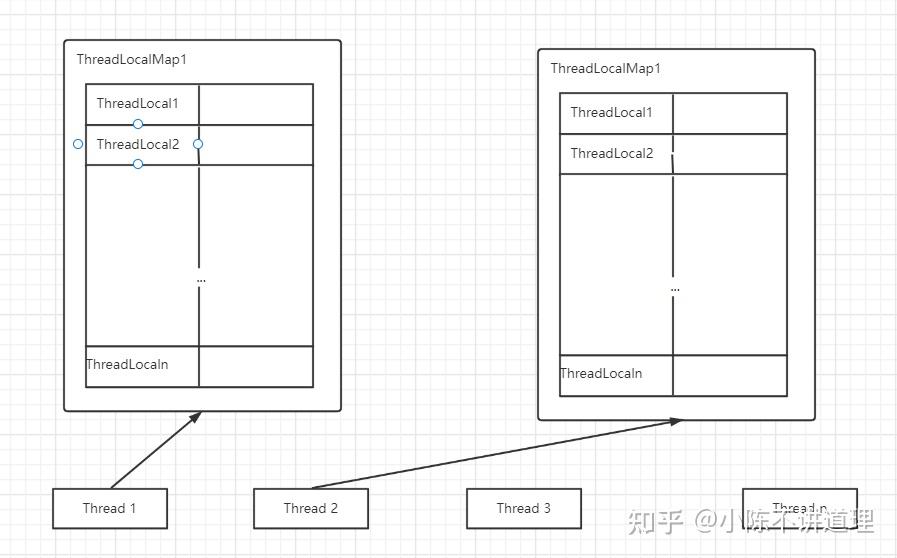 ThreadLocalMap1
ThreadLocal1
ThreadLocal2
...
ThreadLocaln
ThreadLocalMap1
ThreadLocal1
ThreadLocal2
...
ThreadLocaln
Thread 1
Thread 2
Thread 3
Thread n
知乎 @小陈不讲道理